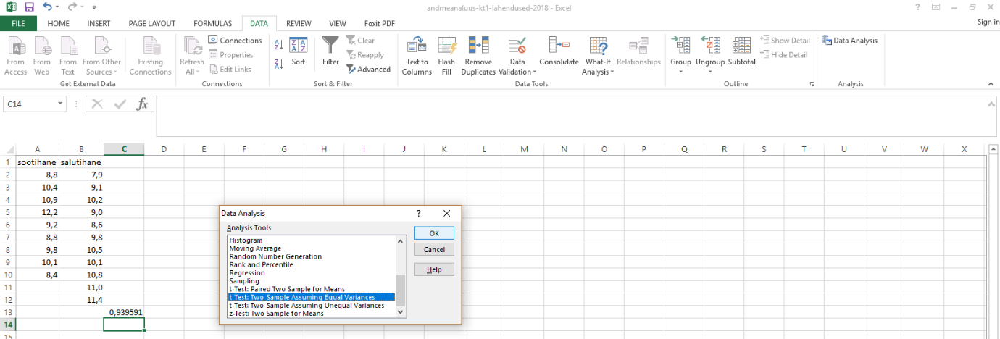 andmeanaluus-kt1-lahendused-2018 - Excel
FILE HOME INSERT PAGE LAYOUT FORMULAS DATA REVIEW VIEW Foxit PDF Sign in
From Access
From Web
From Text
From Other Sources
Existing Connections
Get External Data
Refresh All
Connections
Properties
Edit Links
Connections
Sort
Filter
Clear
Reapply
Advanced
Sort & Filter
Text to Columns
Flash Fill
Remove Duplicates
Data Validation
Consolidate
What-If Analysis
Relationships
Data Tools
Group
Ungroup
Subtotal
Show Detail
Hide Detail
Outline
Data Analysis
Analysis
C14 fx
A B C D E F G H I J K L M N O P Q R S T U V W X
1 sootihane salutihane
2 8,8 7,9
3 10,4 9,1
4 10,9 10,2
5 12,2 9,0
6 9,2 8,6
7 8,8 9,8
8 9,8 10,5
9 10,1 10,1
10 8,4 10,8
11 11,0
12 11,4
13 0,939591
14
15
Data Analysis ?
Analysis Tools
Histogram
Moving Average
Random Number Generation
Rank and Percentile
Regression
Sampling
t-Test: Paired Two Sample for Means
t-Test: Two-Sample Assuming Equal Variances
t-Test: Two-Sample Assuming Unequal Variances
z-Test: Two Sample for Means
OK
Cancel
Help